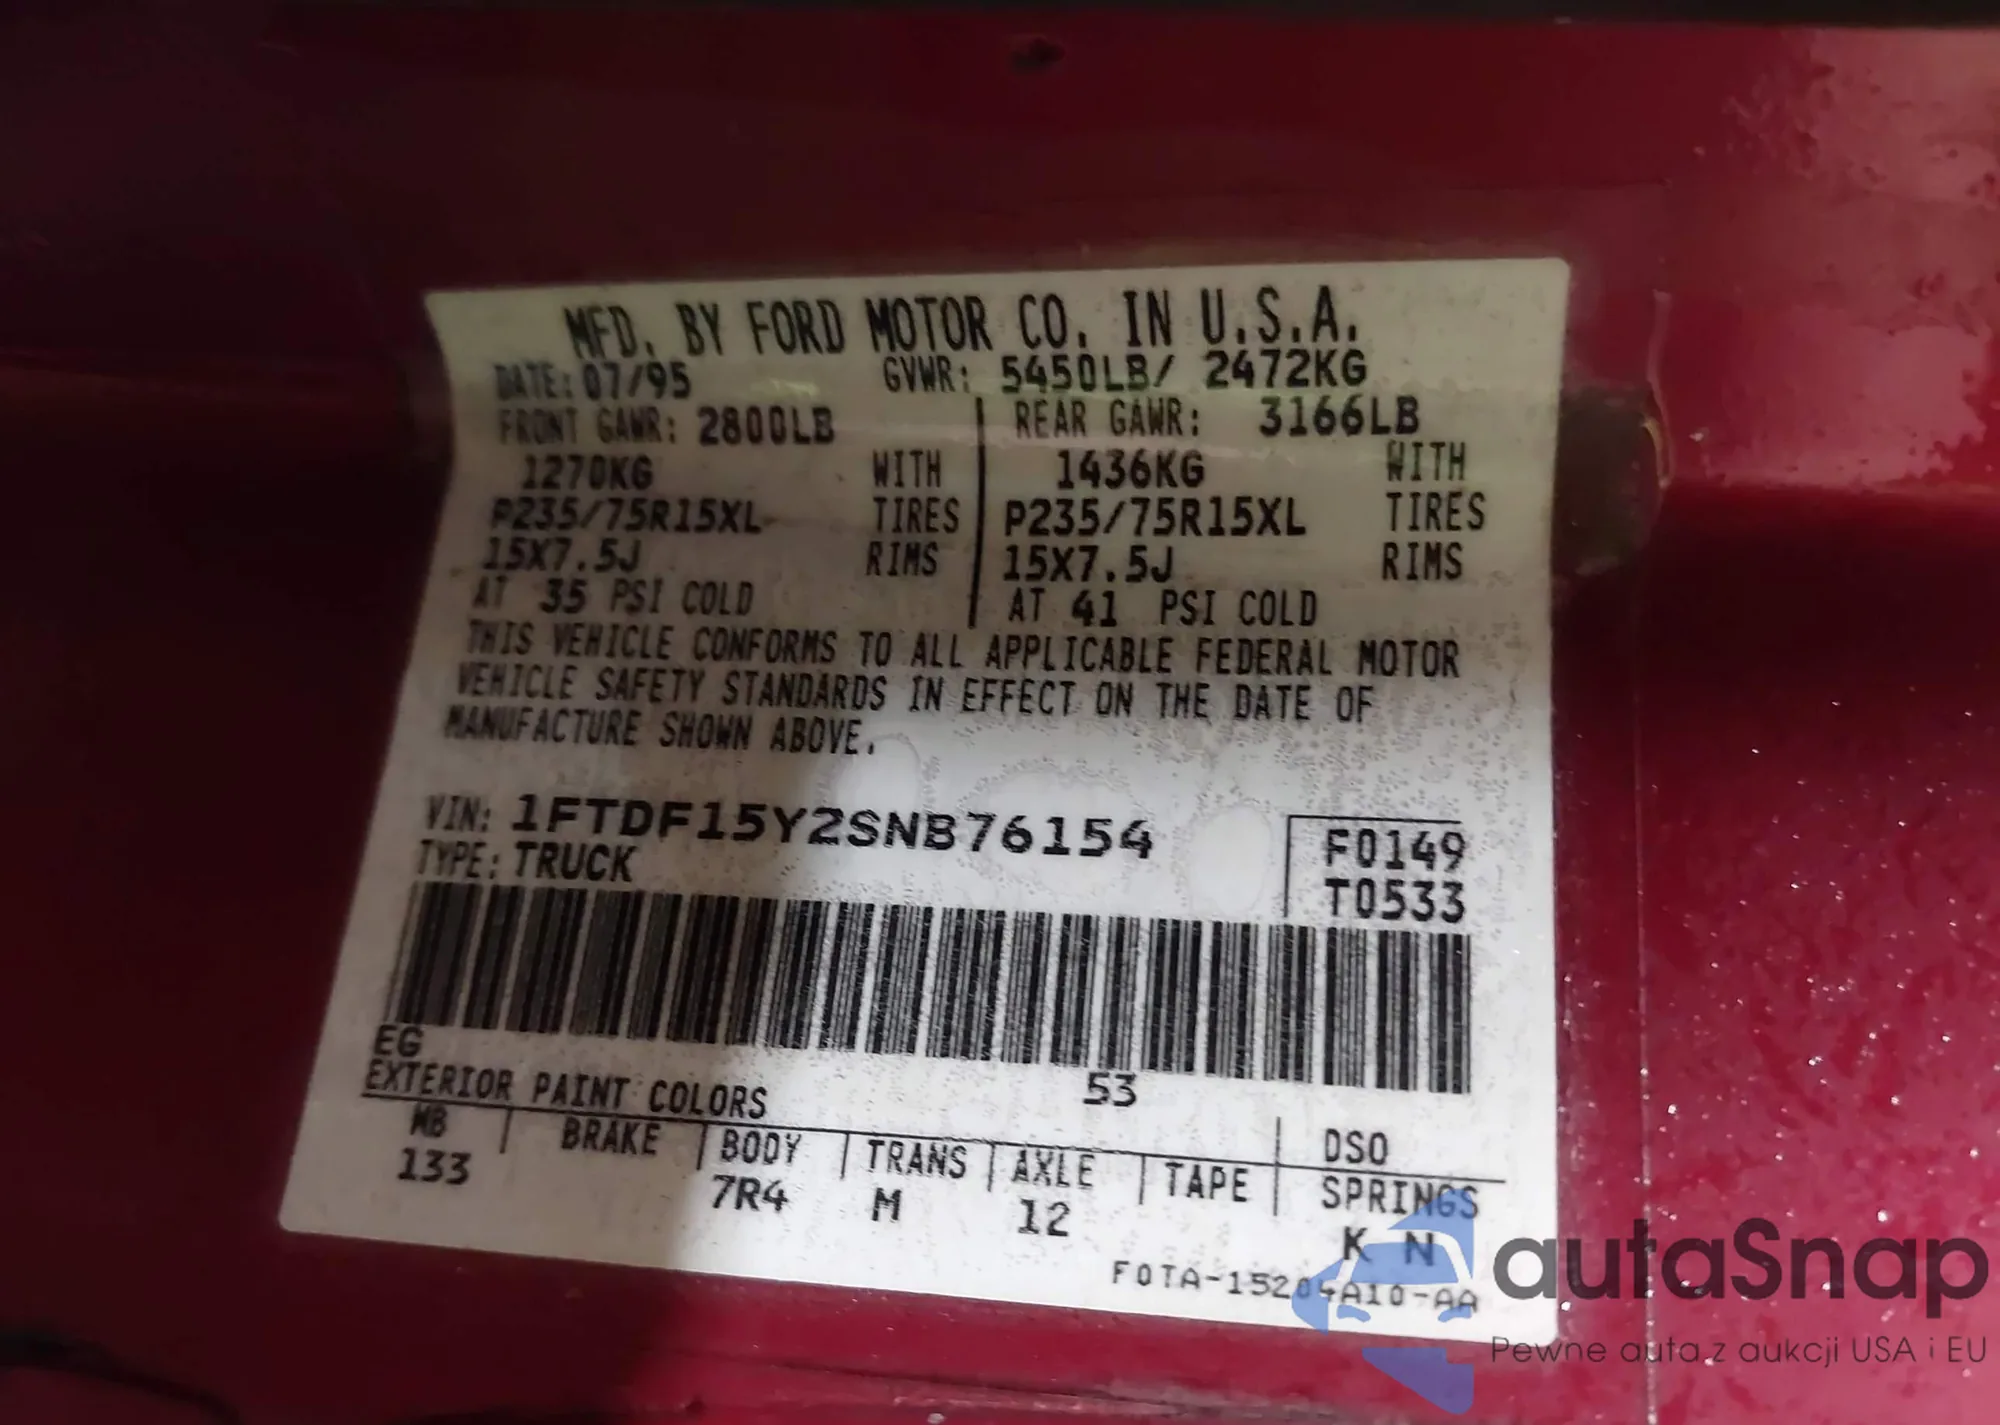 MFD. BY FORD MOTOR CO. IN U.S.A.
DATE: 07/95 GVWR: 5450LB/ 2472KG
FRONT GAWR: 2800LB REAR GAWR: 3166LB
1270KG WITH 1436KG WITH
P235/75R15XL TIRES P235/75R15XL TIRES
15X7.5J RIMS 15X7.5J RIMS
AT 35 PSI COLD AT 41 PSI COLD
THIS VEHICLE CONFORMS TO ALL APPLICABLE FEDERAL MOTOR
VEHICLE SAFETY STANDARDS IN EFFECT ON THE DATE OF
MANUFACTURE SHOWN ABOVE.
VIN: 1FTDF15Y2SNB76154 F0149
TYPE: TRUCK T0533
EG
EXTERIOR PAINT COLORS 53 DSO
WB BRAKE BODY TRANS AXLE TAPE SPRINGS
133 7R4 M 12 K N
F0TA-15204A10-AA
autaSnap
Pewne auta z aukcji USA i EU